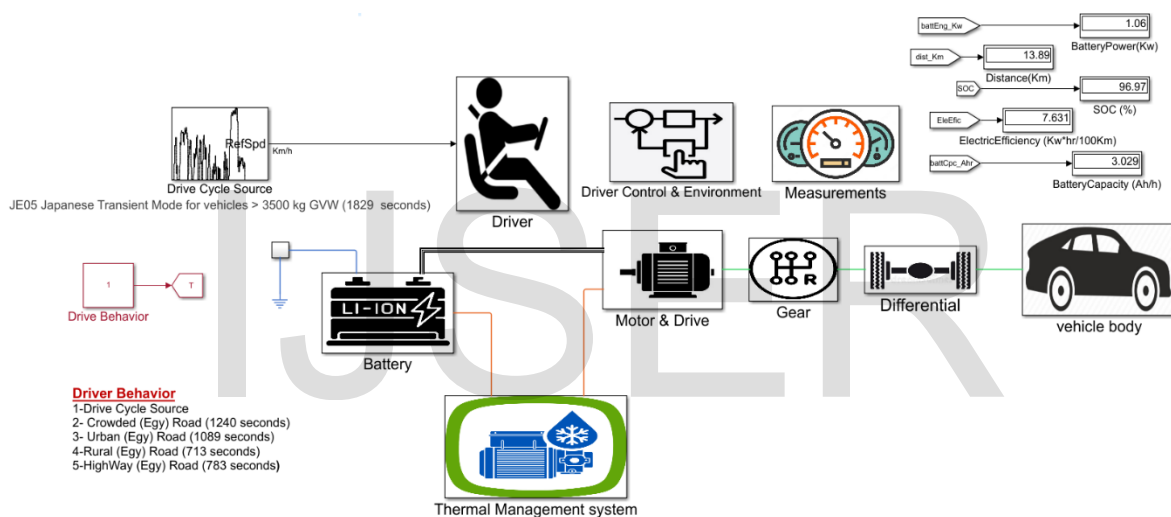 battEng_Kw
1.06
BatteryPower(Kw)
dist_Km
13.89
Distance(Km)
SOC
96.97
SOC (%)
EleEfic
7.631
ElectricEfficiency (Kw*hr/100Km)
battCpc_Ahr
3.029
BatteryCapacity (Ah/h)
RefSpd
Km/h
Drive Cycle Source
JE05 Japanese Transient Mode for vehicles > 3500 kg GVW (1829 seconds)
Driver
Driver Control & Environment
Measurements
1
T
Drive Behavior
LI-ION
Battery
Motor & Drive
R
Gear
Differential
vehicle body
IJSER
Driver Behavior
1-Drive Cycle Source
2- Crowded (Egy) Road (1240 seconds)
3- Urban (Egy) Road (1089 seconds)
4-Rural (Egy) Road (713 seconds)
5-HighWay (Egy) Road (783 seconds)
Thermal Management system